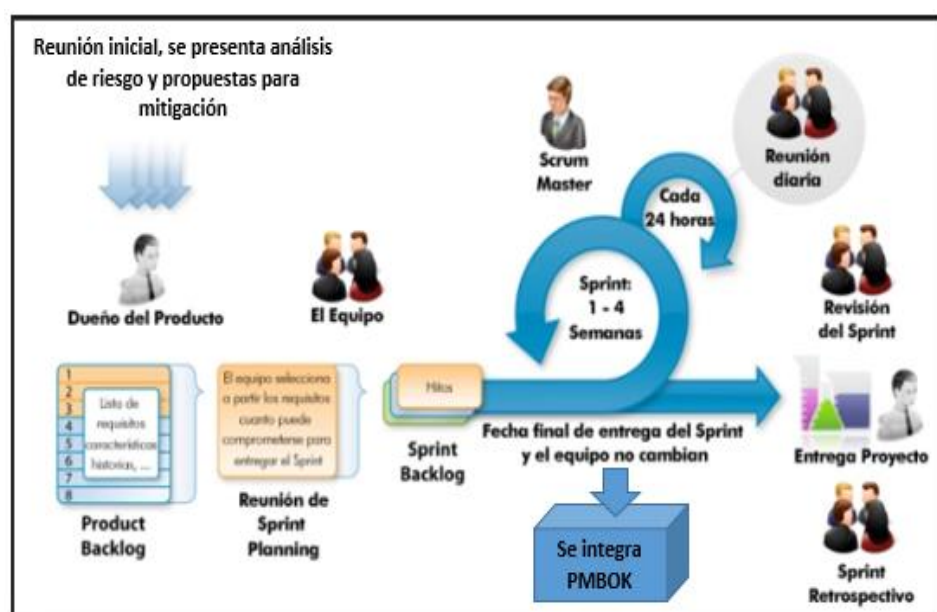 Reunión inicial, se presenta análisis
de riesgo y propuestas para
mitigación
Scrum
Master
Reunión
diaria
Cada
24 horas
Dueño del Producto
El Equipo
Sprint:
1 - 4
Semanas
Revisión
del Sprint
1
2
3
4
5
6
7
8
Lista de
requisitos
características
historias, ...
El equipo selecciona
a partir los requisitos
cuanto puede
comprometerse para
entregar el Sprint
Hitos
Sprint
Backlog
Fecha final de entrega del Sprint
y el equipo no cambian
Entrega Proyecto
Product
Backlog
Reunión de
Sprint
Planning
Se integra
PMBOK
Sprint
Retrospectivo